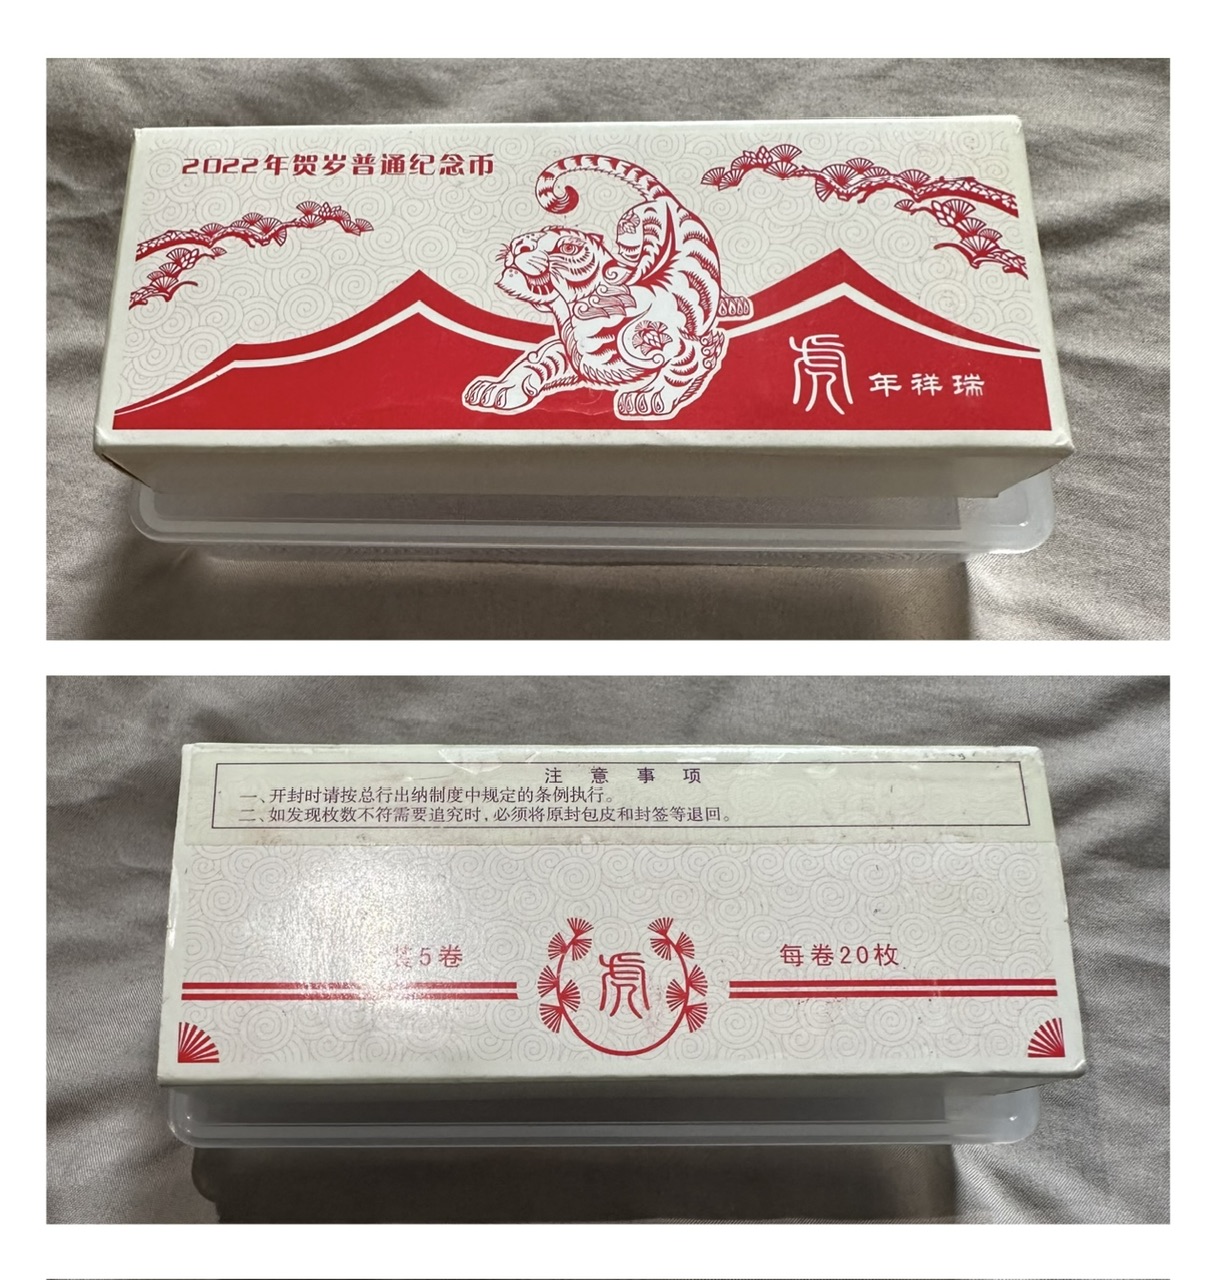 2022年贺岁普通纪念币
虎 年祥瑞
注意事项
一、开封时请按总行出纳制度中规定的条例执行。
二、如发现枚数不符需要追究时，必须将原封包皮和封签等退回。
装5卷
虎
每卷20枚